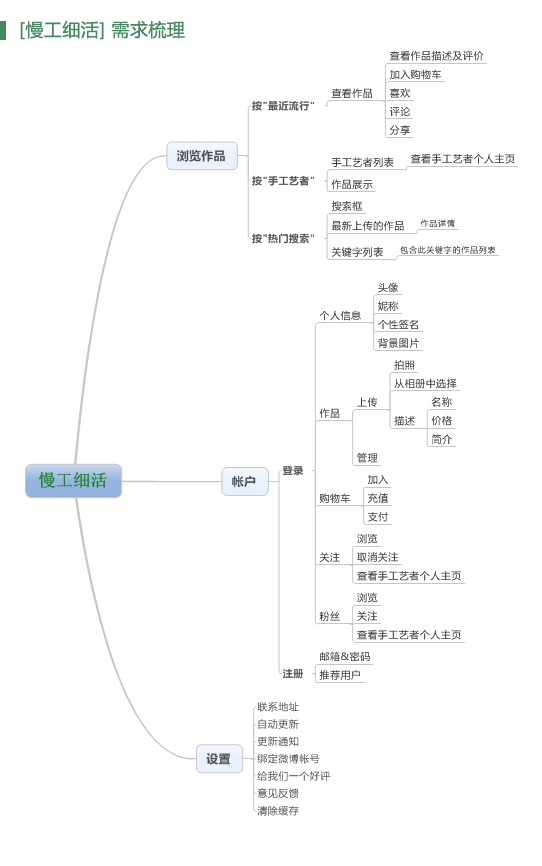 [慢工细活] 需求梳理
慢工细活
浏览作品
按"最近流行"
查看作品
查看作品描述及评价
加入购物车
喜欢
评论
分享
按"手工艺者"
手工艺者列表
查看手工艺者个人主页
作品展示
按"热门搜索"
搜索框
最新上传的作品
作品详情
关键字列表
包含此关键字的作品列表
帐户
登录
个人信息
头像
妮称
个性签名
背景图片
作品
上传
拍照
从相册中选择
描述
名称
价格
简介
管理
购物车
加入
充值
支付
关注
浏览
取消关注
查看手工艺者个人主页
粉丝
浏览
关注
查看手工艺者个人主页
注册
邮箱&密码
推荐用户
设置
联系地址
自动更新
更新通知
绑定微博帐号
给我们一个好评
意见反馈
清除缓存